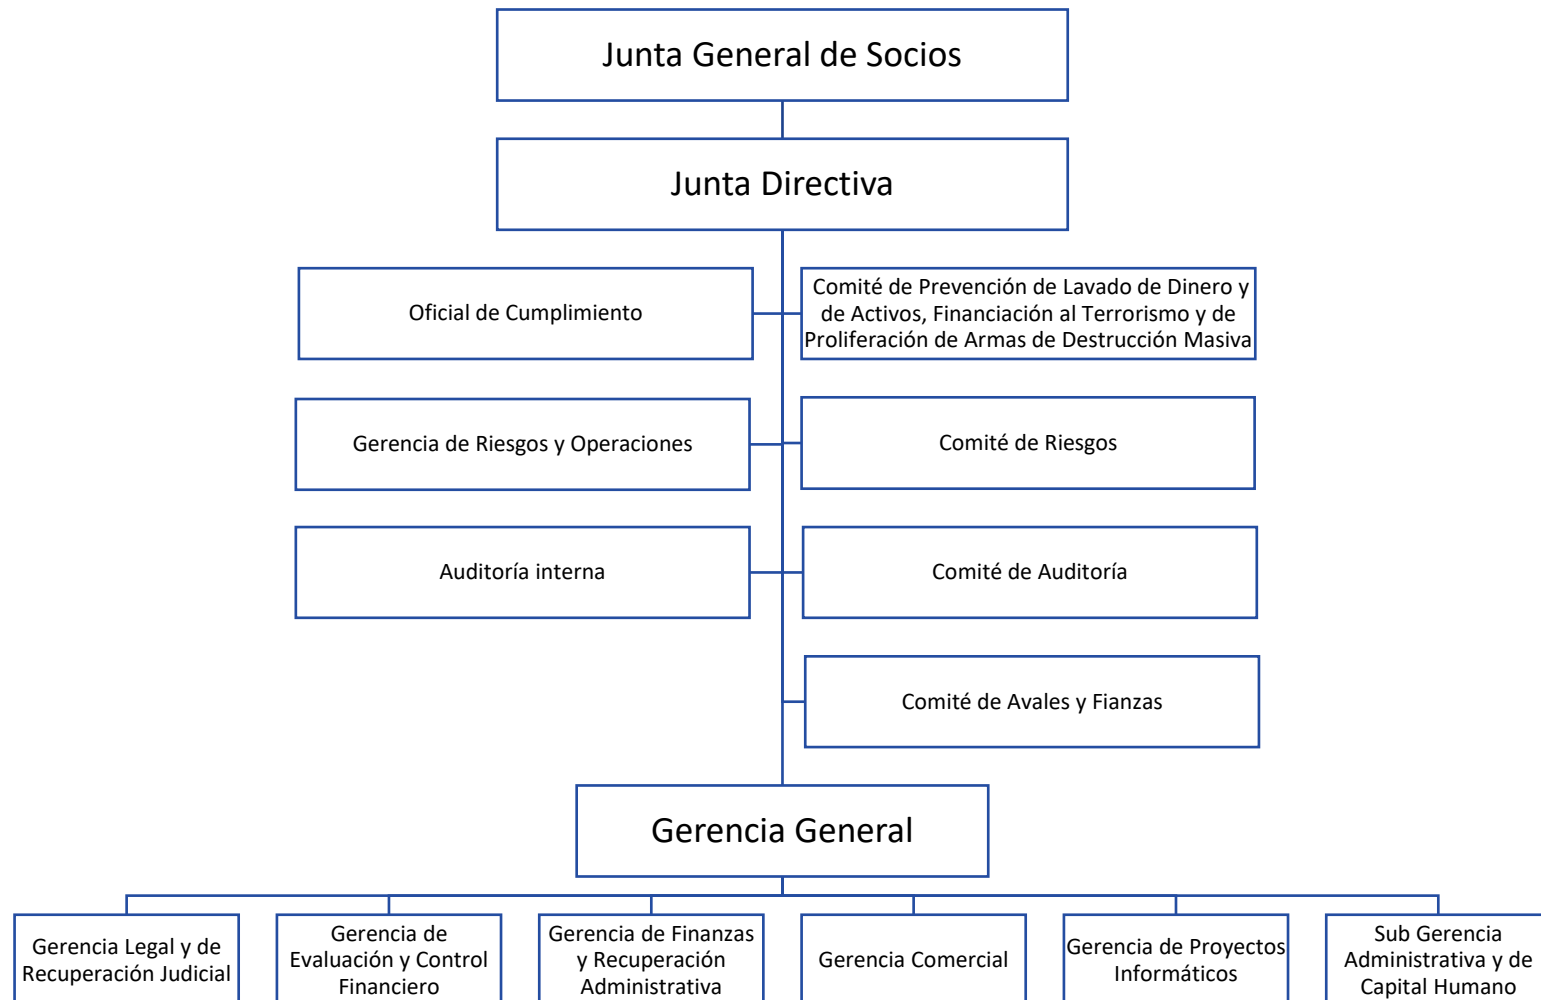 Junta General de Socios
Junta Directiva
Oficial de Cumplimiento
Comité de Prevención de Lavado de Dinero y
de Activos, Financiación al Terrorismo y de
Proliferación de Armas de Destrucción Masiva
Gerencia de Riesgos y Operaciones
Comité de Riesgos
Auditoría interna
Comité de Auditoría
Comité de Avales y Fianzas
Gerencia General
Gerencia Legal y de
Recuperación Judicial
Gerencia de
Evaluación y Control
Financiero
Gerencia de Finanzas
y Recuperación
Administrativa
Gerencia Comercial
Gerencia de Proyectos
Informáticos
Sub Gerencia
Administrativa y de
Capital Humano